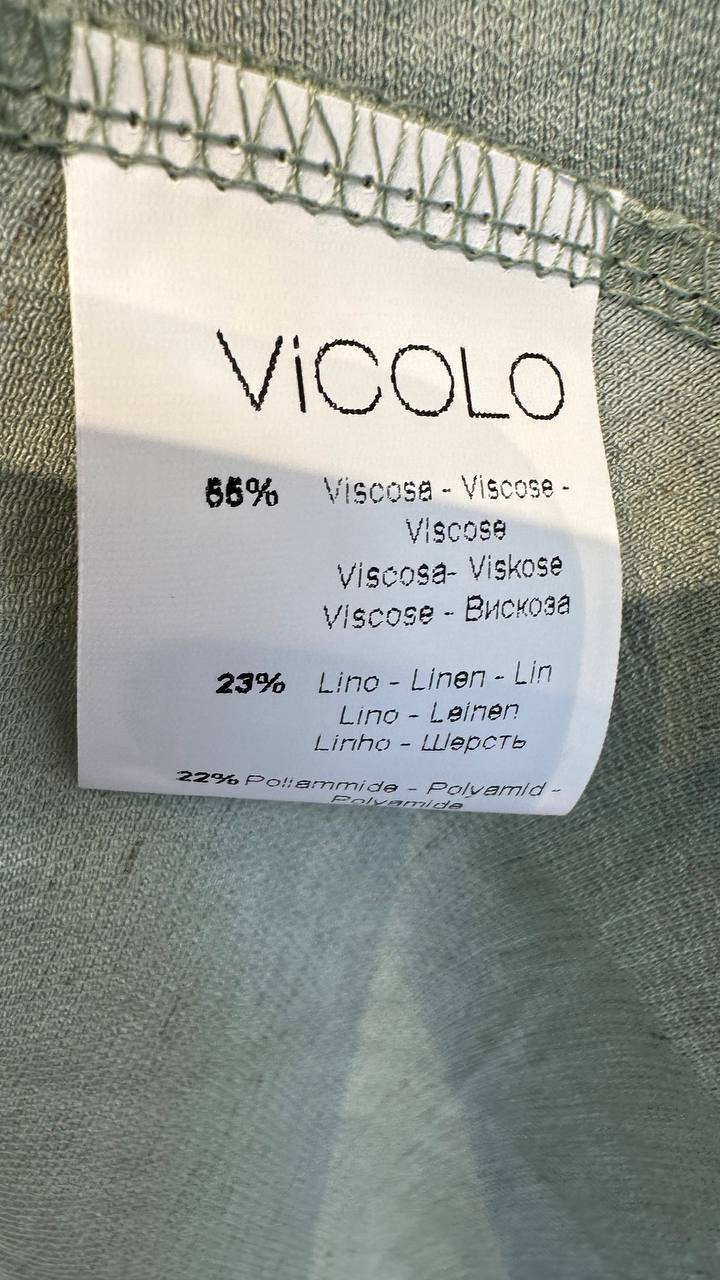 ViCOLO
55% Viscosa - Viscose -
Viscose
Viscosa- Viskose
Viscose - Вискоза
23% Lino - Linen - Lin
Lino - Leinen
Linho - Шерсть
22% Poliammide - Polyamid -
Polyamide